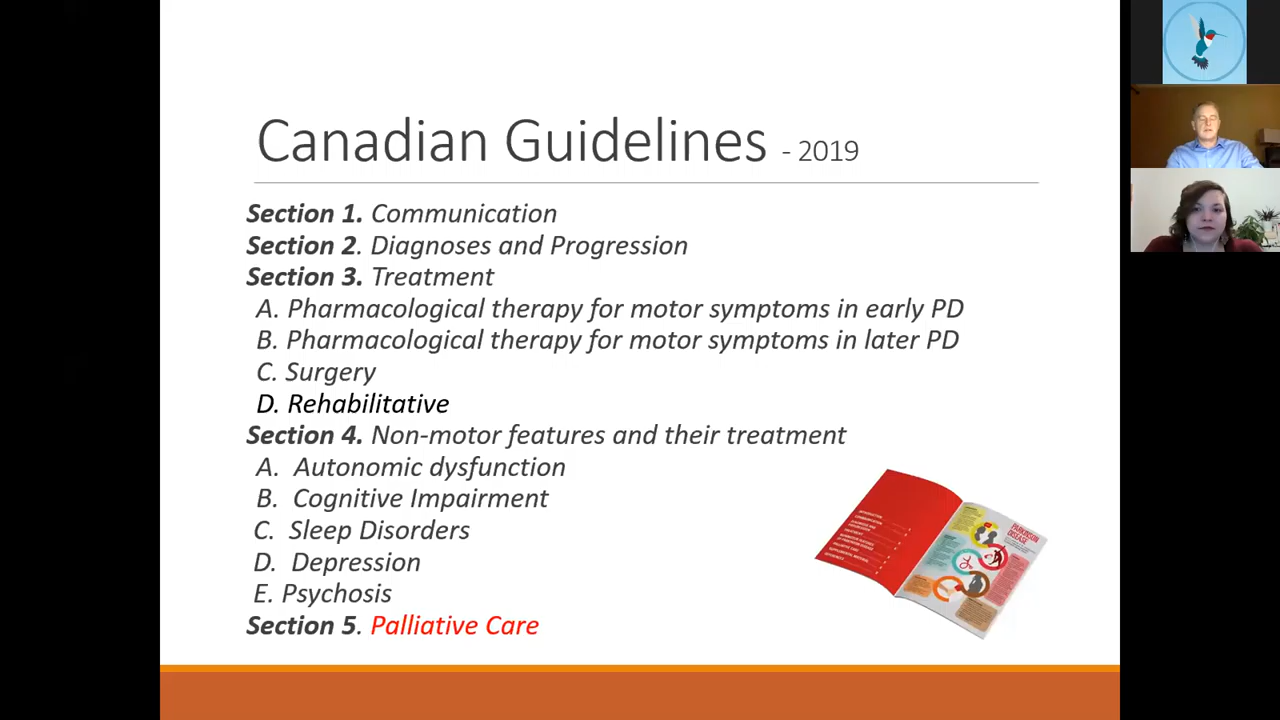 Canadian Guidelines - 2019
Section 1. Communication
Section 2. Diagnoses and Progression
Section 3. Treatment
A. Pharmacological therapy for motor symptoms in early PD
B. Pharmacological therapy for motor symptoms in later PD
C. Surgery
D. Rehabilitative
Section 4. Non-motor features and their treatment
A. Autonomic dysfunction
B. Cognitive Impairment
C. Sleep Disorders
D. Depression
E. Psychosis
Section 5. Palliative Care
PARKINSON
DISEASE